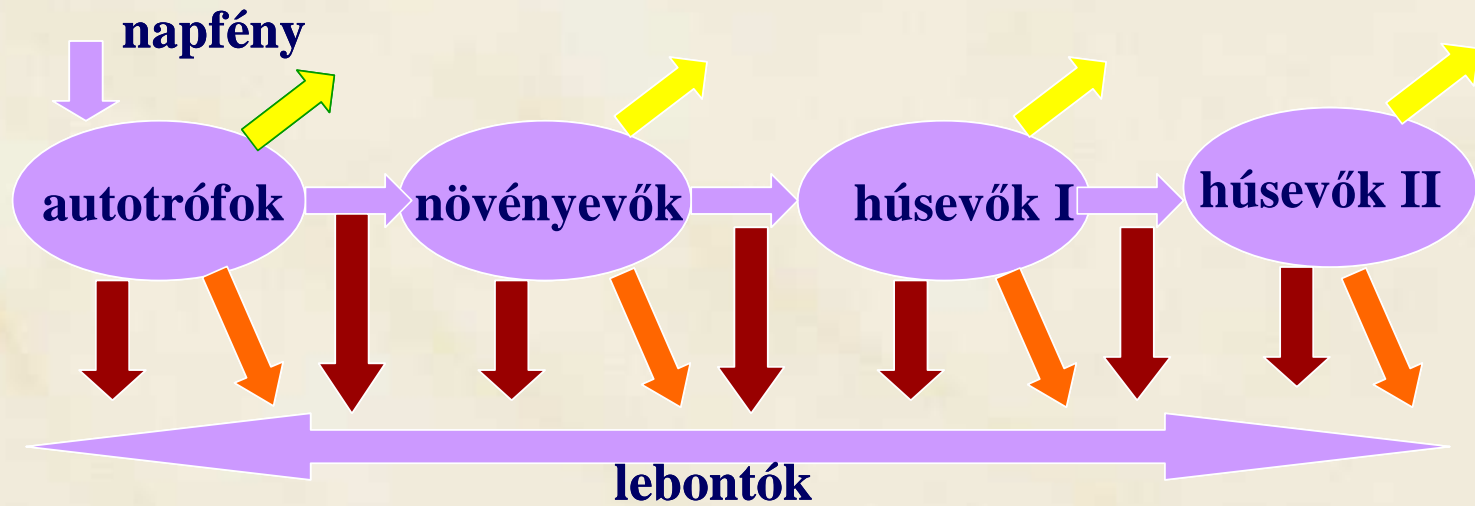 napfény
autotrófok
növényevők
húsevők I
húsevők II
lebontók